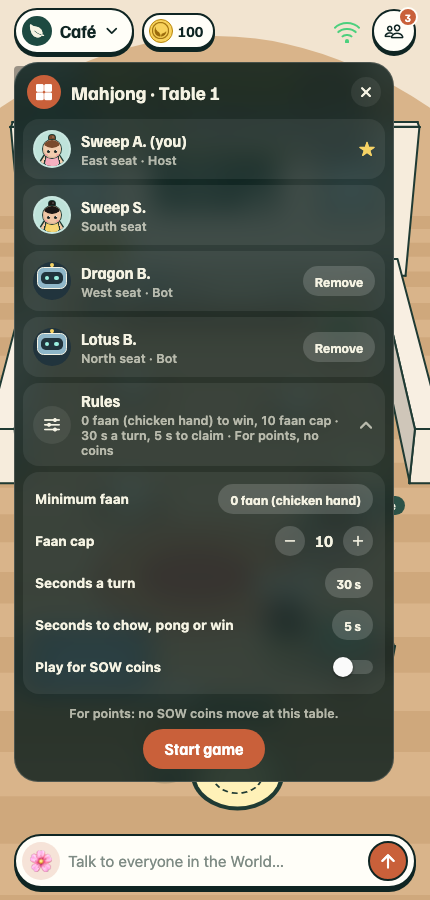 Café
100
3
Mahjong · Table 1
Sweep A. (you)
East seat · Host
Sweep S.
South seat
Dragon B.
West seat · Bot
Remove
Lotus B.
North seat · Bot
Remove
Rules
0 faan (chicken hand) to win, 10 faan cap ·
30 s a turn, 5 s to claim · For points, no
coins
Minimum faan
0 faan (chicken hand)
Faan cap
− 10 +
Seconds a turn
30 s
Seconds to chow, pong or win
5 s
Play for SOW coins
For points: no SOW coins move at this table.
Start game
Talk to everyone in the World...